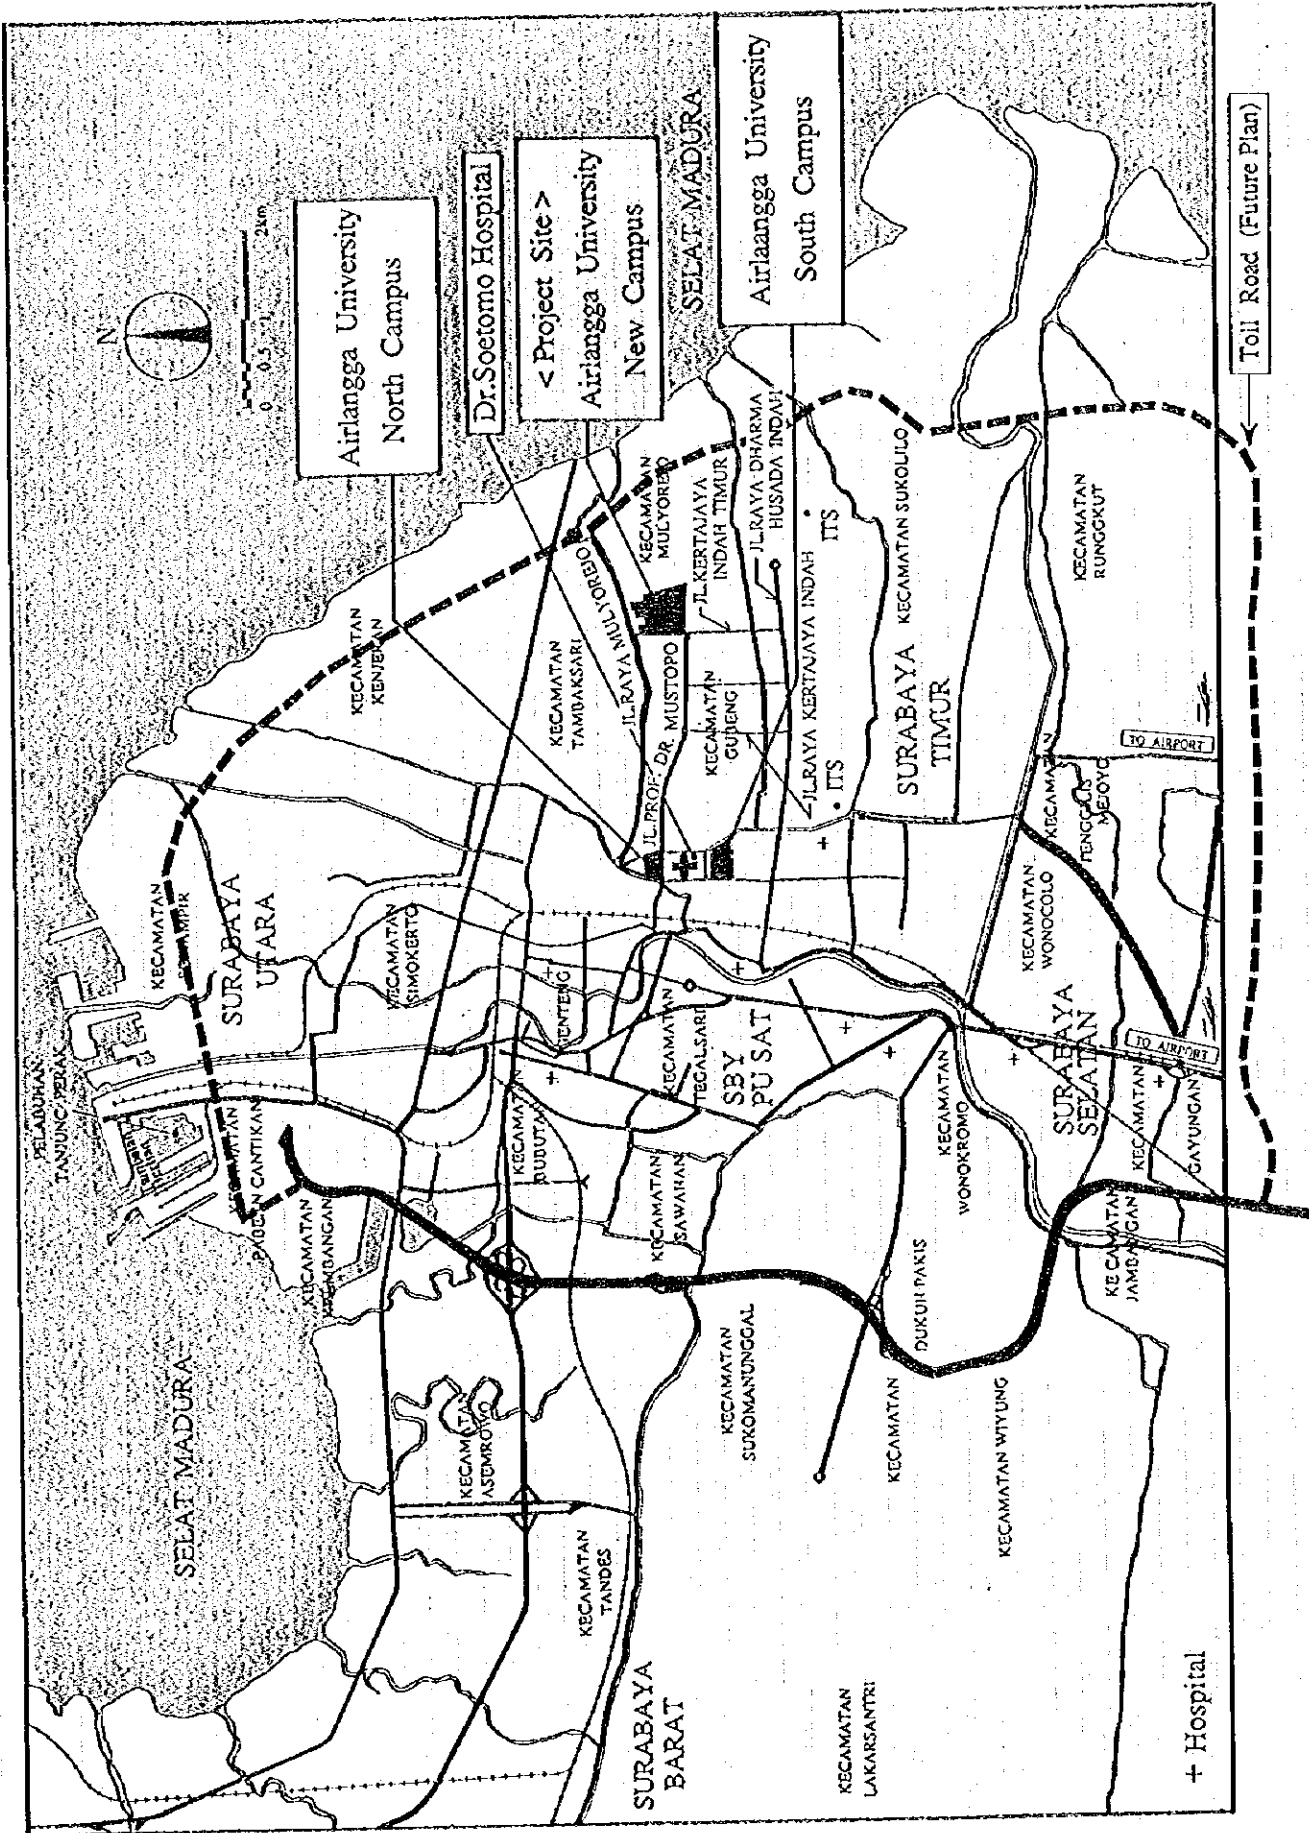 PELABUHAN
TANJUNG PERAK
SELAT MADURA
N
0 0.5 1 2km
Airlangga University
North Campus
Dr.Soetomo Hospital
<Project Site>
Airlangga University
New Campus
SELAT MADURA
Airlaangga University
South Campus
KECAMATAN
SURABAYA
UTARA
KECAMATAN
PABEAN CANTIKAN
KECAMATAN
KECAMATAN
KENJERAN
KECAMATAN
SIMOKERTO
KECAMATAN
ASEMROWO
KECAMATAN
BUBUTAN
GENTENG
KECAMATAN
TAMBAKSARI
JL.RAYA MULYOREJO
KECAMATAN
MULYOREJO
JL.PROF. DR. MUSTOPO
JL.KERTAJAYA
INDAH TIMUR
KECAMATAN
GUBENG
JL.RAYA DHARMA
HUSADA INDAH
JL.RAYA KERTAJAYA INDAH
ITS
ITS
KECAMATAN
TANDES
KECAMATAN
SAWAHAN
KECAMATAN
TEGALSARI
SBY
PUSAT
SURABAYA
BARAT
KECAMATAN
SUKOMANUNGGAL
KECAMATAN SUKOLILO
SURABAYA
TIMUR
KECAMATAN
LAKARSANTRI
KECAMATAN
DUKUH PAKIS
KECAMATAN
WONOKROMO
KECAMATAN WIYUNG
KECAMATAN
WONOCOLO
KECAMATAN
TENGGILIS
MEJOYO
KECAMATAN
RUNGKUT
SURABAYA
SELATAN
KECAMATAN
JAMBANGAN
KECAMATAN
GAYUNGAN
TO AIRPORT
TO AIRPORT
+ Hospital
Toll Road (Future Plan)